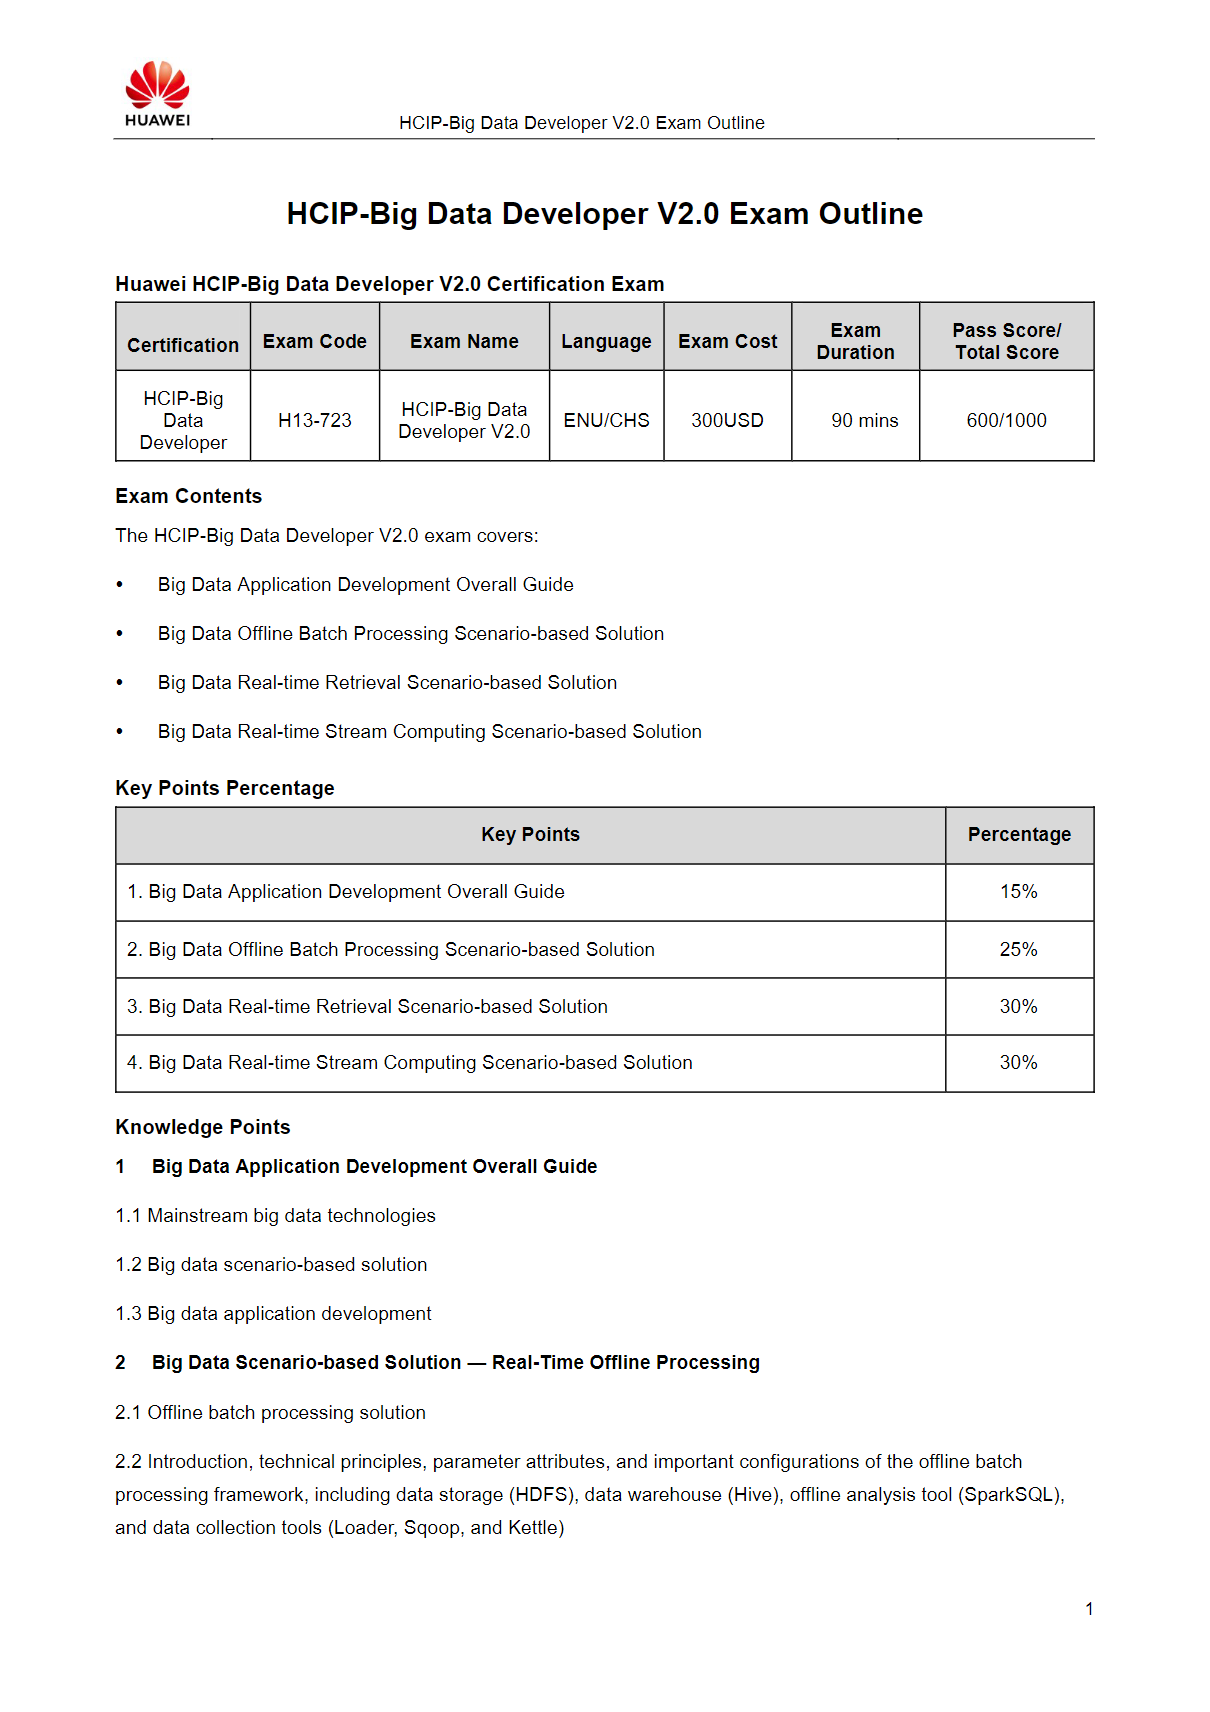 HUAWEI
HCIP-Big Data Developer V2.0 Exam Outline
HCIP-Big Data Developer V2.0 Exam Outline
Huawei HCIP-Big Data Developer V2.0 Certification Exam
Certification Exam Code Exam Name Language Exam Cost Exam Duration Pass Score/ Total Score
HCIP-Big Data Developer H13-723 HCIP-Big Data Developer V2.0 ENU/CHS 300USD 90 mins 600/1000
Exam Contents
The HCIP-Big Data Developer V2.0 exam covers:
• Big Data Application Development Overall Guide
• Big Data Offline Batch Processing Scenario-based Solution
• Big Data Real-time Retrieval Scenario-based Solution
• Big Data Real-time Stream Computing Scenario-based Solution
Key Points Percentage
Key Points Percentage
1. Big Data Application Development Overall Guide 15%
2. Big Data Offline Batch Processing Scenario-based Solution 25%
3. Big Data Real-time Retrieval Scenario-based Solution 30%
4. Big Data Real-time Stream Computing Scenario-based Solution 30%
Knowledge Points
1 Big Data Application Development Overall Guide
1.1 Mainstream big data technologies
1.2 Big data scenario-based solution
1.3 Big data application development
2 Big Data Scenario-based Solution — Real-Time Offline Processing
2.1 Offline batch processing solution
2.2 Introduction, technical principles, parameter attributes, and important configurations of the offline batch
processing framework, including data storage (HDFS), data warehouse (Hive), offline analysis tool (SparkSQL),
and data collection tools (Loader, Sqoop, and Kettle)
1